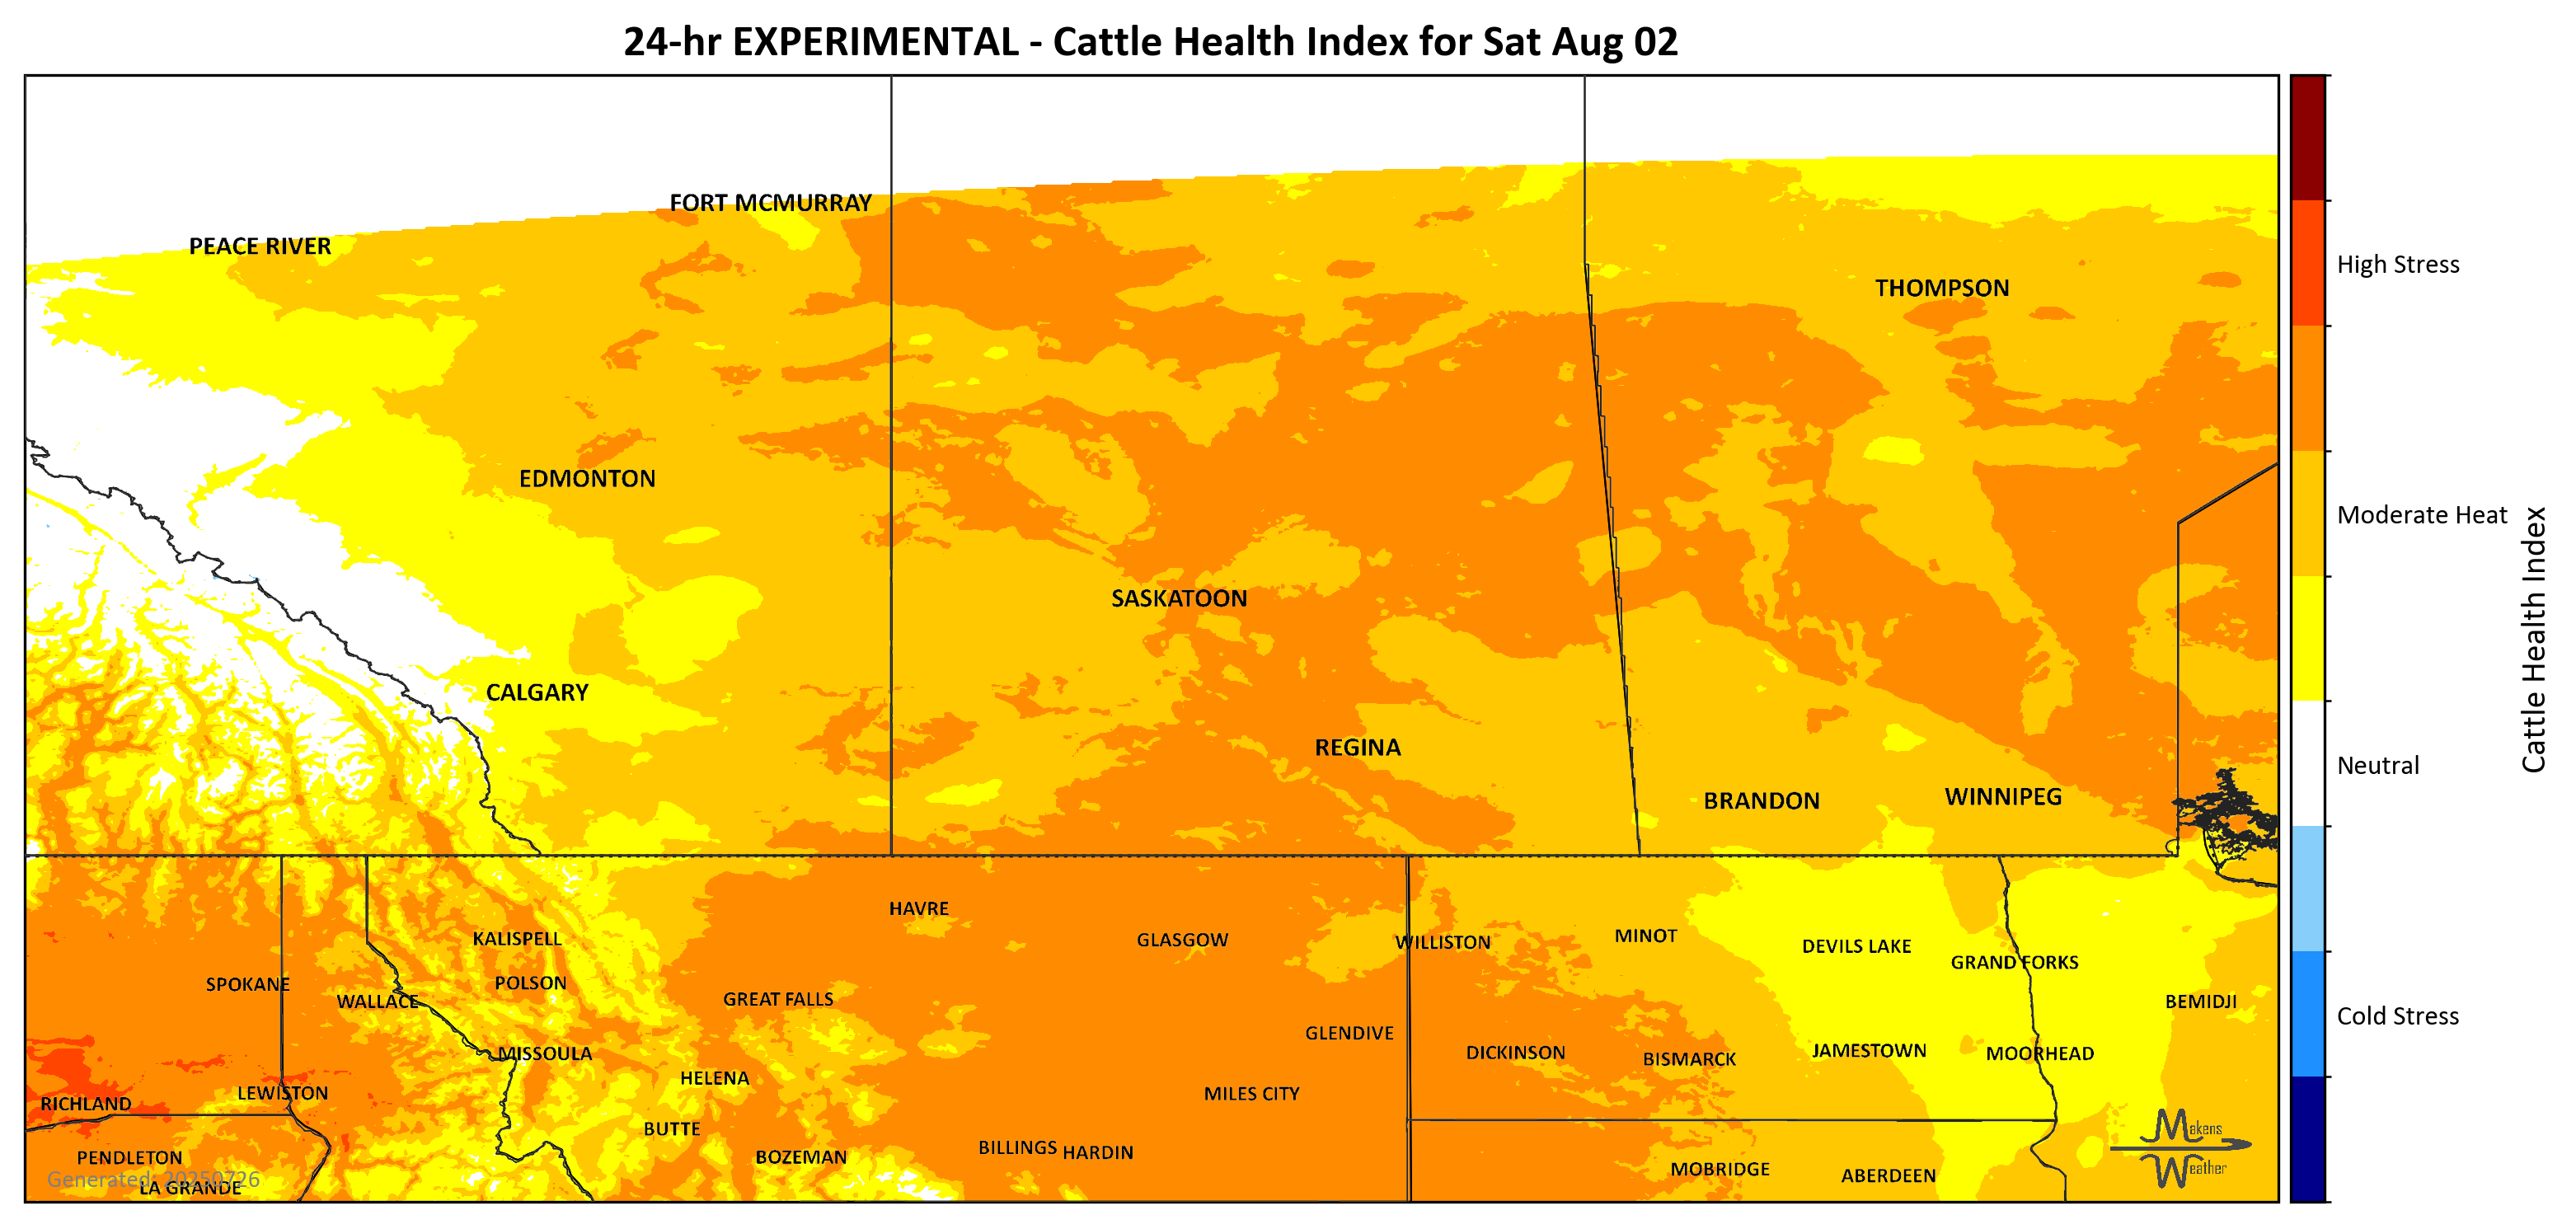 24-hr EXPERIMENTAL - Cattle Health Index for Sat Aug 02
FORT MCMURRAY
PEACE RIVER
THOMPSON
EDMONTON
SASKATOON
CALGARY
REGINA
BRANDON
WINNIPEG
HAVRE
GLASGOW
WILLISTON
MINOT
DEVILS LAKE
GRAND FORKS
KALISPELL
SPOKANE
POLSON
WALLACE
GREAT FALLS
BEMIDJI
GLENDIVE
MISSOULA
DICKINSON
BISMARCK
JAMESTOWN
MOORHEAD
HELENA
LEWISTON
MILES CITY
RICHLAND
BUTTE
BILLINGS
HARDIN
PENDLETON
BOZEMAN
MOBRIDGE
ABERDEEN
Generated: 20250726
LA GRANDE
Makens
Weather
High Stress
Moderate Heat
Neutral
Cold Stress
Cattle Health Index